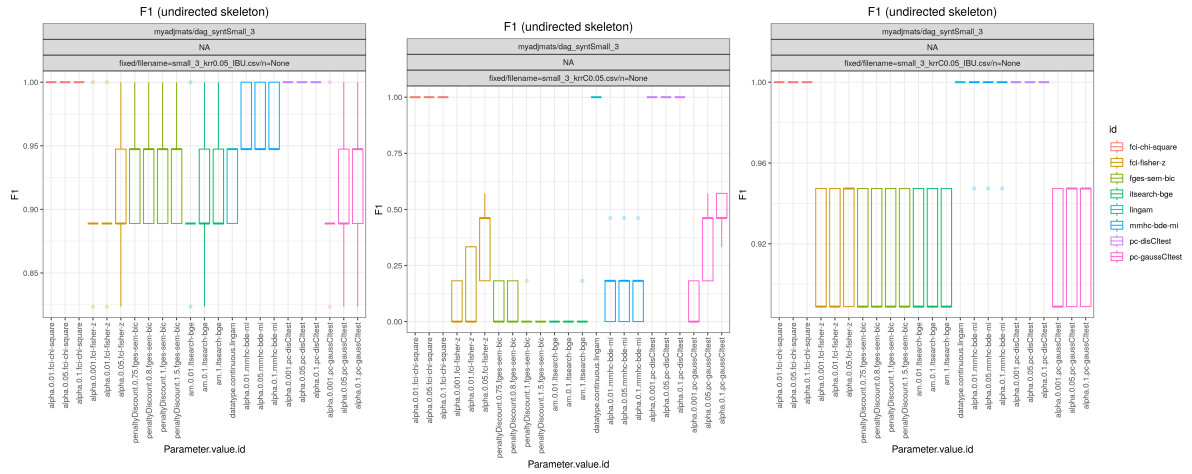 F1 (undirected skeleton)
myadjmats/dag_syntSmall_3
NA
fixed/filename=small_3_krr0.05_IBU.csv/n=None
1.00
0.95
0.90
0.85
F1
alpha.0.01.fci-chi-square
alpha.0.05.fci-chi-square
alpha.0.1.fci-chi-square
alpha.0.001.fci-fisher-z
alpha.0.01.fci-fisher-z
alpha.0.05.fci-fisher-z
penaltyDiscount.0.75.fges-sem-bic
penaltyDiscount.0.8.fges-sem-bic
penaltyDiscount.1.fges-sem-bic
penaltyDiscount.1.5.fges-sem-bic
am.0.01.itsearch-bge
am.0.1.itsearch-bge
am.1.itsearch-bge
datatype.continuous.lingam
alpha.0.01.mmhc-bde-mi
alpha.0.05.mmhc-bde-mi
alpha.0.1.mmhc-bde-mi
alpha.0.001.pc-disCItest
alpha.0.05.pc-disCItest
alpha.0.1.pc-disCItest
alpha.0.001.pc-gaussCItest
alpha.0.05.pc-gaussCItest
alpha.0.1.pc-gaussCItest
Parameter.value.id
F1 (undirected skeleton)
myadjmats/dag_syntSmall_3
NA
fixed/filename=small_3_krrC0.05.csv/n=None
1.00
0.75
0.50
0.25
0.00
F1
alpha.0.01.fci-chi-square
alpha.0.05.fci-chi-square
alpha.0.1.fci-chi-square
alpha.0.001.fci-fisher-z
alpha.0.01.fci-fisher-z
alpha.0.05.fci-fisher-z
penaltyDiscount.0.75.fges-sem-bic
penaltyDiscount.0.8.fges-sem-bic
penaltyDiscount.1.fges-sem-bic
penaltyDiscount.1.5.fges-sem-bic
am.0.01.itsearch-bge
am.0.1.itsearch-bge
am.1.itsearch-bge
datatype.continuous.lingam
alpha.0.01.mmhc-bde-mi
alpha.0.05.mmhc-bde-mi
alpha.0.1.mmhc-bde-mi
alpha.0.001.pc-disCItest
alpha.0.05.pc-disCItest
alpha.0.1.pc-disCItest
alpha.0.001.pc-gaussCItest
alpha.0.05.pc-gaussCItest
alpha.0.1.pc-gaussCItest
Parameter.value.id
F1 (undirected skeleton)
myadjmats/dag_syntSmall_3
NA
fixed/filename=small_3_krrC0.05_IBU.csv/n=None
1.00
0.96
0.92
F1
alpha.0.01.fci-chi-square
alpha.0.05.fci-chi-square
alpha.0.1.fci-chi-square
alpha.0.001.fci-fisher-z
alpha.0.01.fci-fisher-z
alpha.0.05.fci-fisher-z
penaltyDiscount.0.75.fges-sem-bic
penaltyDiscount.0.8.fges-sem-bic
penaltyDiscount.1.fges-sem-bic
penaltyDiscount.1.5.fges-sem-bic
am.0.01.itsearch-bge
am.0.1.itsearch-bge
am.1.itsearch-bge
datatype.continuous.lingam
alpha.0.01.mmhc-bde-mi
alpha.0.05.mmhc-bde-mi
alpha.0.1.mmhc-bde-mi
alpha.0.001.pc-disCItest
alpha.0.05.pc-disCItest
alpha.0.1.pc-disCItest
alpha.0.001.pc-gaussCItest
alpha.0.05.pc-gaussCItest
alpha.0.1.pc-gaussCItest
Parameter.value.id
id
fci-chi-square
fci-fisher-z
fges-sem-bic
itsearch-bge
lingam
mmhc-bde-mi
pc-disCItest
pc-gaussCItest